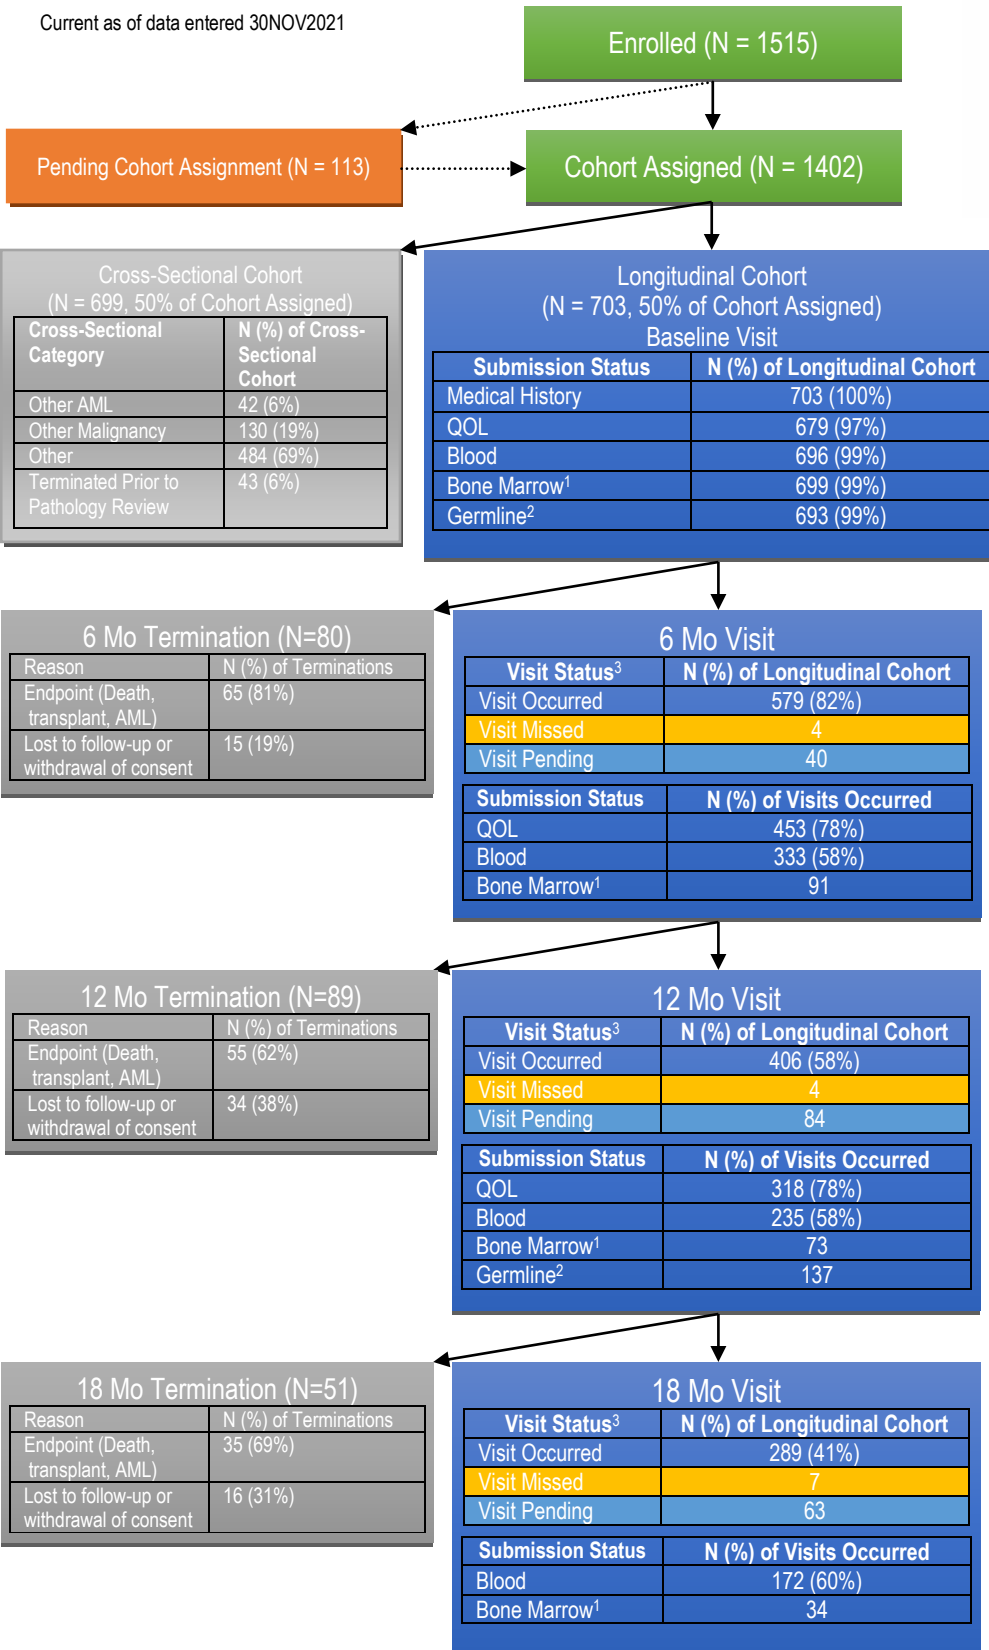 Current as of data entered 30NOV2021
Enrolled (N = 1515)
Pending Cohort Assignment (N = 113)
Cohort Assigned (N = 1402)
Cross-Sectional Cohort
(N = 699, 50% of Cohort Assigned)
Cross-Sectional Category | N (%) of Cross-Sectional Cohort
Other AML | 42 (6%)
Other Malignancy | 130 (19%)
Other | 484 (69%)
Terminated Prior to Pathology Review | 43 (6%)
Longitudinal Cohort
(N = 703, 50% of Cohort Assigned)
Baseline Visit
Submission Status | N (%) of Longitudinal Cohort
Medical History | 703 (100%)
QOL | 679 (97%)
Blood | 696 (99%)
Bone Marrow¹ | 699 (99%)
Germline² | 693 (99%)
6 Mo Termination (N=80)
Reason | N (%) of Terminations
Endpoint (Death, transplant, AML) | 65 (81%)
Lost to follow-up or withdrawal of consent | 15 (19%)
6 Mo Visit
Visit Status³ | N (%) of Longitudinal Cohort
Visit Occurred | 579 (82%)
Visit Missed | 4
Visit Pending | 40
Submission Status | N (%) of Visits Occurred
QOL | 453 (78%)
Blood | 333 (58%)
Bone Marrow¹ | 91
12 Mo Termination (N=89)
Reason | N (%) of Terminations
Endpoint (Death, transplant, AML) | 55 (62%)
Lost to follow-up or withdrawal of consent | 34 (38%)
12 Mo Visit
Visit Status³ | N (%) of Longitudinal Cohort
Visit Occurred | 406 (58%)
Visit Missed | 4
Visit Pending | 84
Submission Status | N (%) of Visits Occurred
QOL | 318 (78%)
Blood | 235 (58%)
Bone Marrow¹ | 73
Germline² | 137
18 Mo Termination (N=51)
Reason | N (%) of Terminations
Endpoint (Death, transplant, AML) | 35 (69%)
Lost to follow-up or withdrawal of consent | 16 (31%)
18 Mo Visit
Visit Status³ | N (%) of Longitudinal Cohort
Visit Occurred | 289 (41%)
Visit Missed | 7
Visit Pending | 63
Submission Status | N (%) of Visits Occurred
Blood | 172 (60%)
Bone Marrow¹ | 34